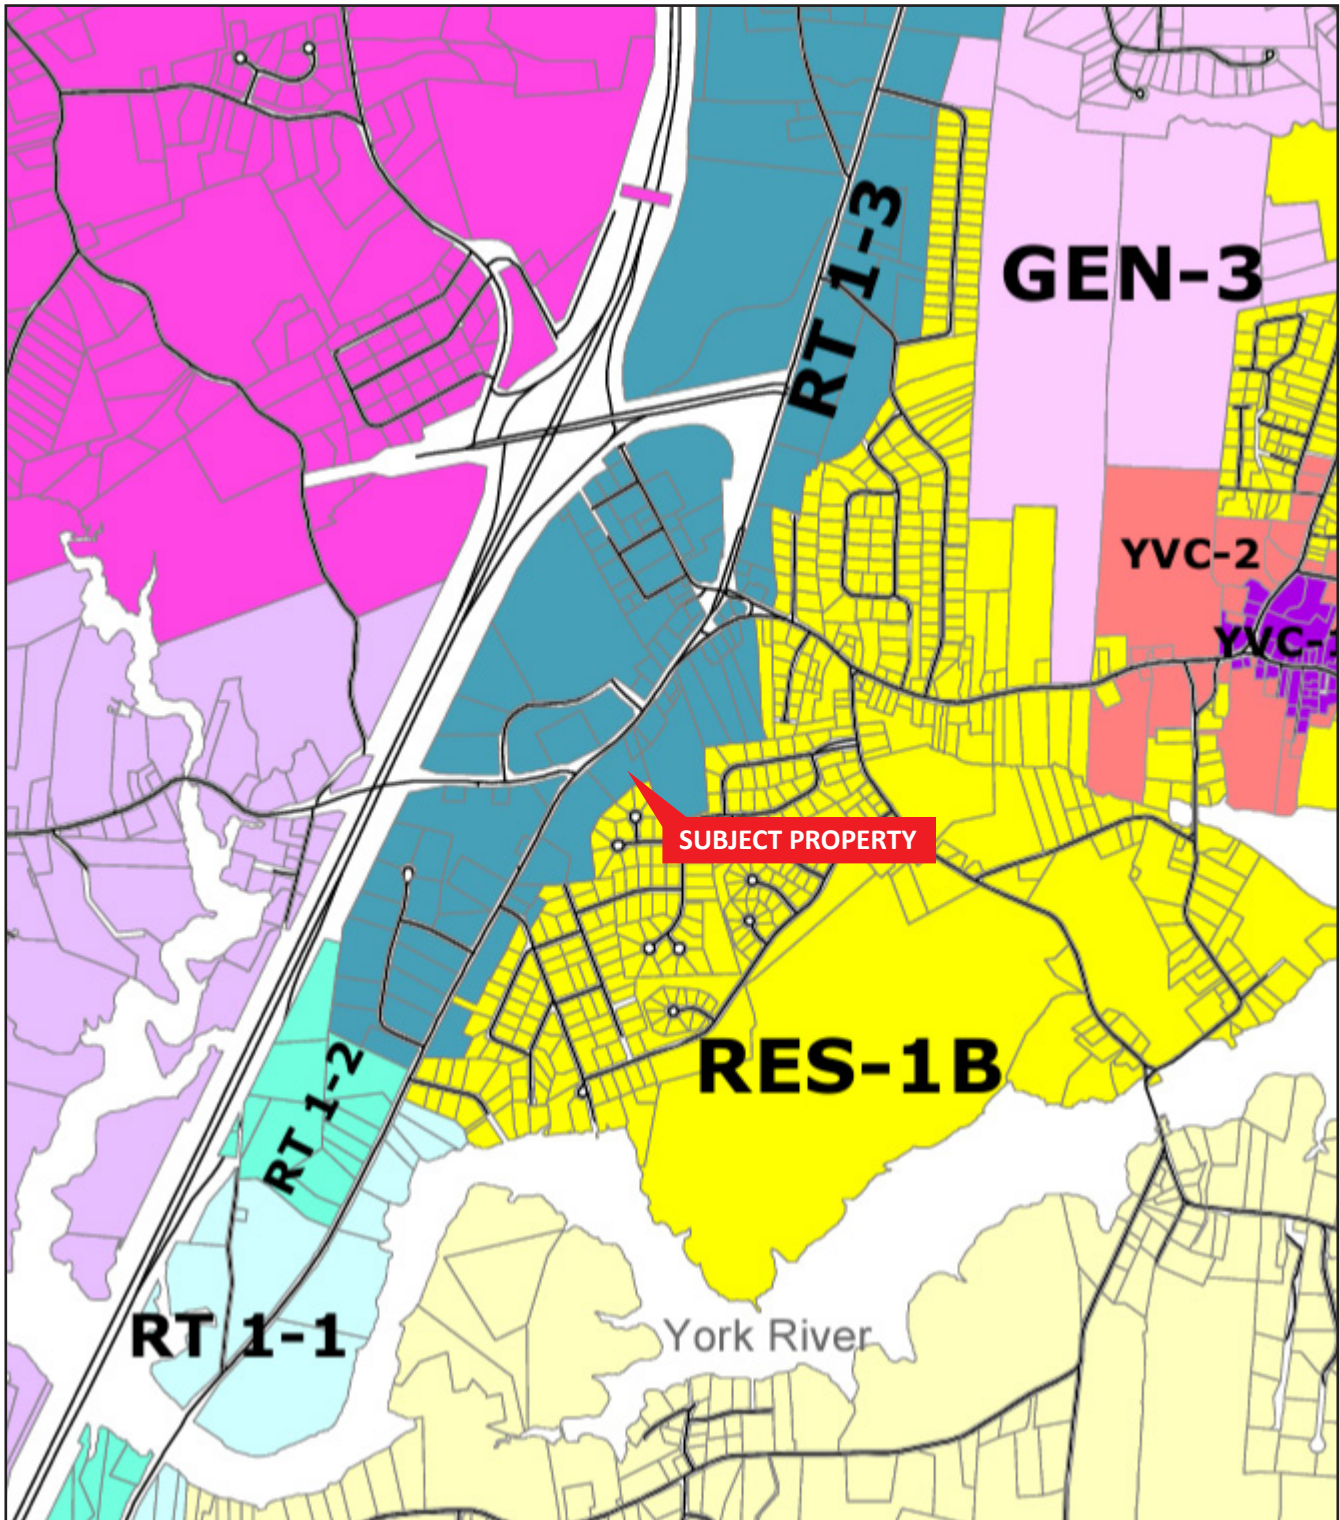 RT 1-3
GEN-3
YVC-2
YVC-
SUBJECT PROPERTY
RES-1B
RT 1-2
RT 1-1
York River